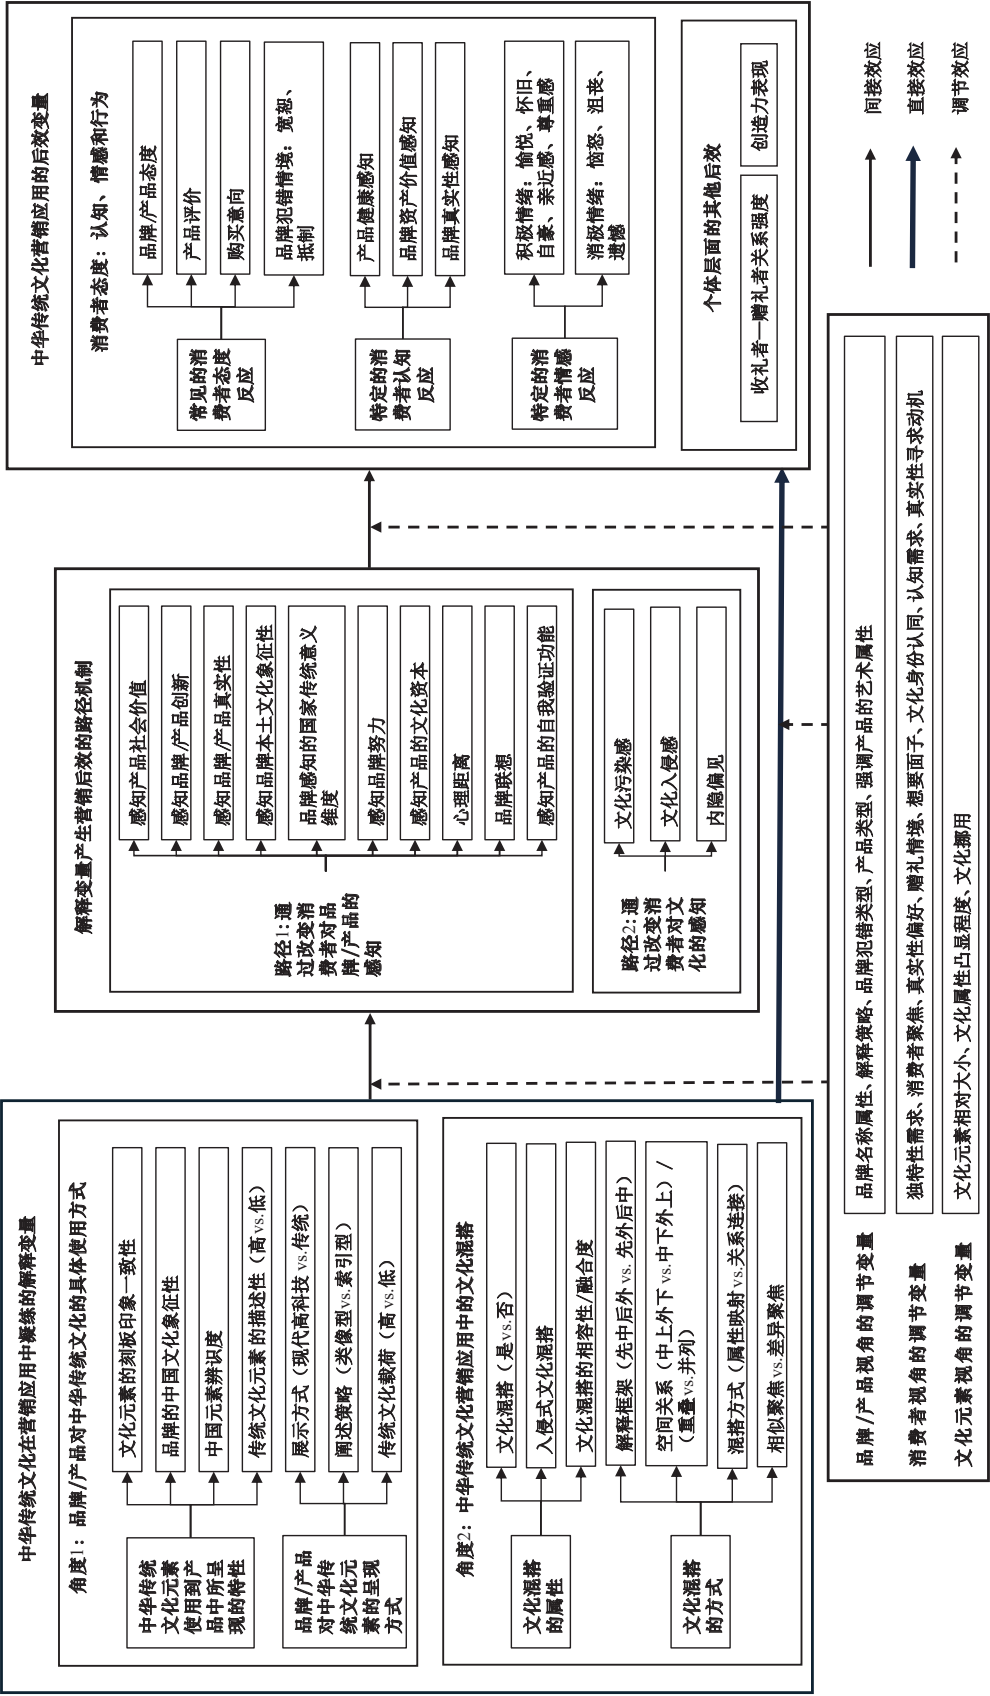 中华传统文化在营销应用中凝练的解释变量
角度1：品牌/产品对中华传统文化的具体使用方式
中华传统
文化元素
使用到产
品中所呈
现的特性
文化元素的刻板印象一致性
品牌的中国文化象征性
中国元素辨识度
传统文化元素的描述性（高vs.低）
品牌/产品
对中华传
统文化元
素的呈现
方式
展示方式（现代高科技 vs.传统）
阐述策略（类像型vs.索引型）
传统文化载荷（高 vs.低）
角度2：中华传统文化营销应用中的文化混搭
文化混搭
的属性
文化混搭（是vs.否）
入侵式文化混搭
文化混搭的相容性/融合度
文化混搭
的方式
解释框架（先中后外 vs. 先外后中）
空间关系（中上外下 vs.中下外上）/
（重叠vs.并列）
混搭方式（属性映射vs.关系连接）
相似聚焦vs.差异聚焦
解释变量产生营销后效的路径机制
路径1:通
过改变消
费者对品
牌/产品的
感知
感知产品社会价值
感知品牌/产品创新
感知品牌/产品真实性
感知品牌本土文化象征性
品牌感知的国家传统意义
维度
感知品牌努力
感知产品的文化资本
心理距离
品牌联想
感知产品的自我验证功能
路径2:通
过改变消
费者对文
化的感知
文化污染感
文化入侵感
内隐偏见
中华传统文化营销应用的后效变量
消费者态度：认知、情感和行为
常见的消
费者态度
反应
品牌/产品态度
产品评价
购买意向
品牌犯错情境：宽恕、
抵制
特定的消
费者认知
反应
产品健康感知
品牌资产价值感知
品牌真实性感知
特定的消
费者情感
反应
积极情绪：愉悦、怀旧、
自豪、亲近感、尊重感
消极情绪：恼怒、沮丧、
遗憾
个体层面的其他后效
收礼者—赠礼者关系强度
创造力表现
品牌/产品视角的调节变量
品牌名称属性、解释策略、品牌犯错类型、产品类型、强调产品的艺术属性
消费者视角的调节变量
独特性需求、消费者聚焦、真实性偏好、赠礼情境、想要面子、文化身份认同、认知需求、真实性寻求动机
文化元素视角的调节变量
文化元素相对大小、文化属性凸显程度、文化挪用
间接效应
直接效应
调节效应